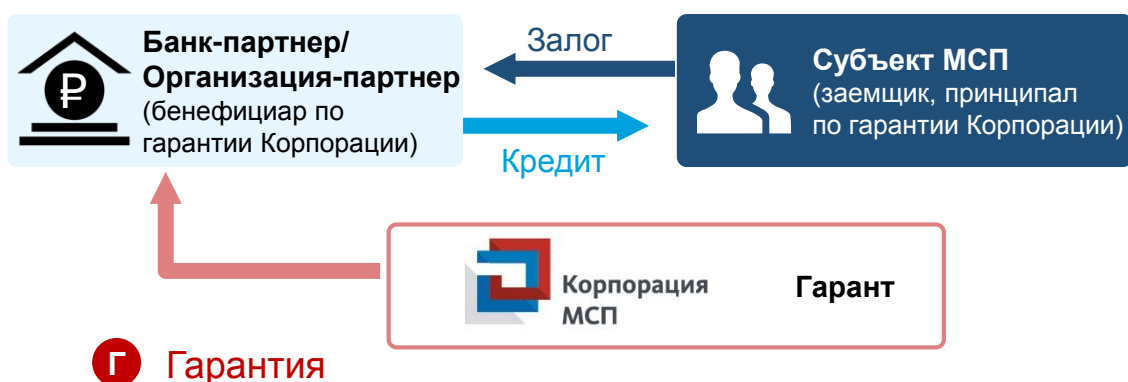 Банк-партнер/
Организация-партнер
(бенефициар по
гарантии Корпорации)
Залог
Кредит
Субъект МСП
(заемщик, принципал
по гарантии Корпорации)
Корпорация
МСП
Гарант
Г Гарантия